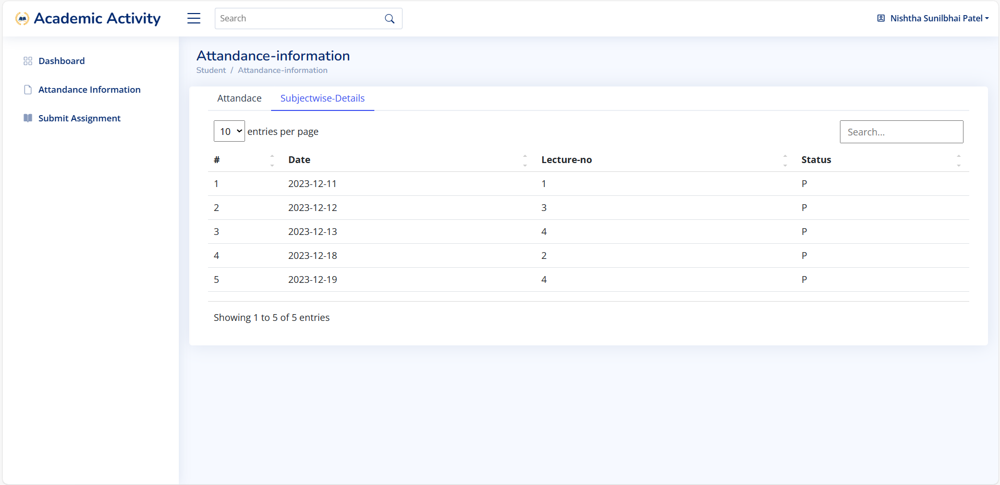 Academic Activity
Search
Nishtha Sunilbhai Patel
Dashboard
Attandance Information
Submit Assignment
Attandance-information
Student / Attandance-information
Attandace Subjectwise-Details
10 entries per page
Search...
# Date Lecture-no Status
1 2023-12-11 1 P
2 2023-12-12 3 P
3 2023-12-13 4 P
4 2023-12-18 2 P
5 2023-12-19 4 P
Showing 1 to 5 of 5 entries